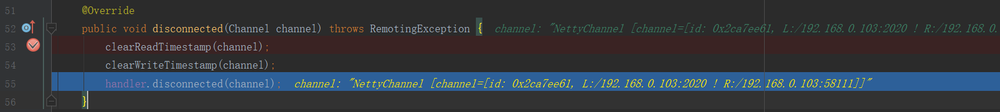 51 @Override
52 public void disconnected(Channel channel) throws RemotingException { channel: "NettyChannel [channel=[id: 0x2ca7ee61, L:/192.168.0.103:2020 ! R:/192.168.0.
53 clearReadTimestamp(channel);
54 clearWriteTimestamp(channel);
55 handler.disconnected(channel); channel: "NettyChannel [channel=[id: 0x2ca7ee61, L:/192.168.0.103:2020 ! R:/192.168.0.103:58111]]"
56 }